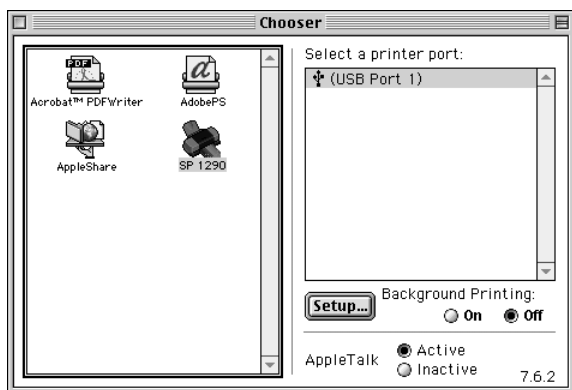 Chooser
PDF
Acrobat™ PDFWriter
a
AdobePS
AppleShare
SP 1290
Select a printer port:
(USB Port 1)
Setup...
Background Printing:
On Off
AppleTalk
Active
Inactive
7.6.2